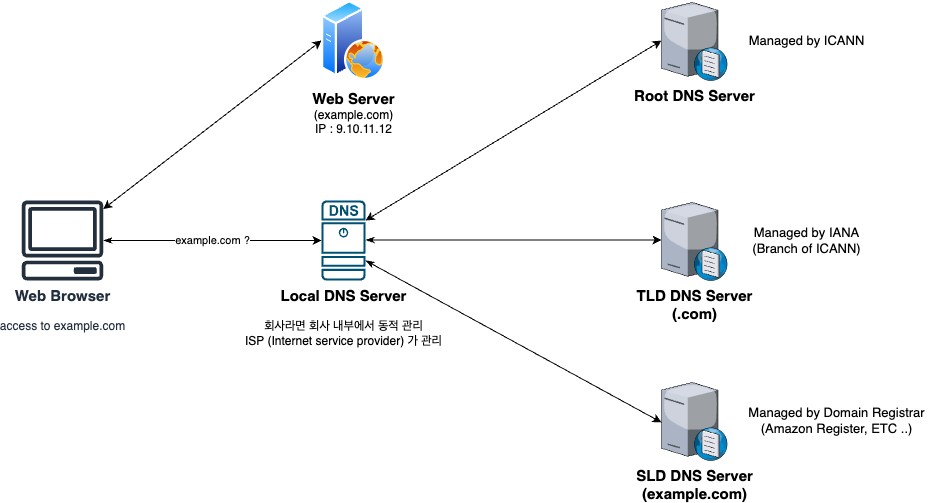 Web Server
(example.com)
IP : 9.10.11.12
Managed by ICANN
Root DNS Server
DNS
example.com ?
Web Browser
access to example.com
Local DNS Server
회사라면 회사 내부에서 동적 관리
ISP (Internet service provider) 가 관리
Managed by IANA
(Branch of ICANN)
TLD DNS Server
(.com)
Managed by Domain Registrar
(Amazon Register, ETC ..)
SLD DNS Server
(example.com)